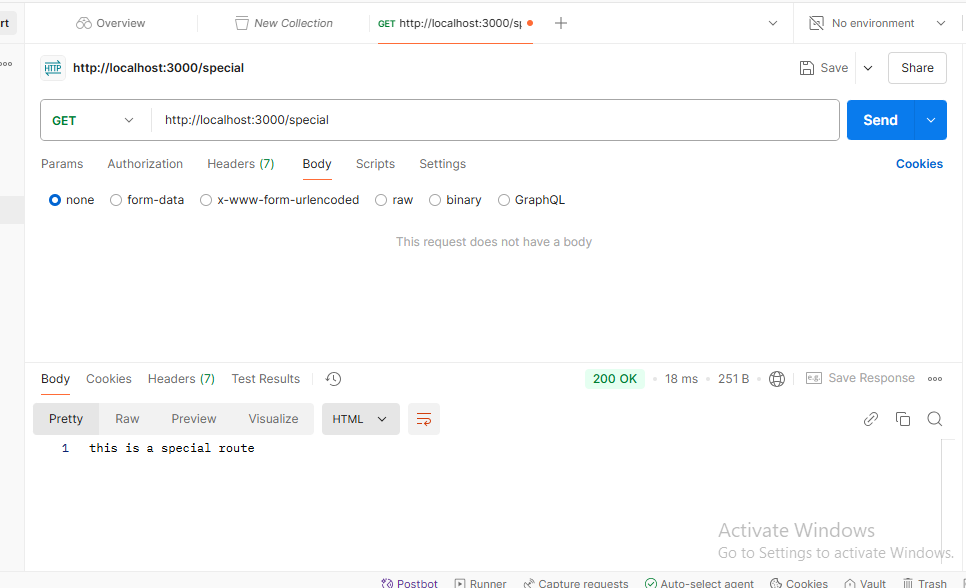 rt Overview New Collection GET http://localhost:3000/sp No environment
HTTP http://localhost:3000/special Save Share
GET http://localhost:3000/special Send
Params Authorization Headers (7) Body Scripts Settings Cookies
none form-data x-www-form-urlencoded raw binary GraphQL
This request does not have a body
Body Cookies Headers (7) Test Results 200 OK • 18 ms • 251 B • e.g. Save Response
Pretty Raw Preview Visualize HTML
1 this is a special route
Activate Windows
Go to Settings to activate Windows.
Postbot Runner Capture requests Auto-select agent Cookies Vault Trash